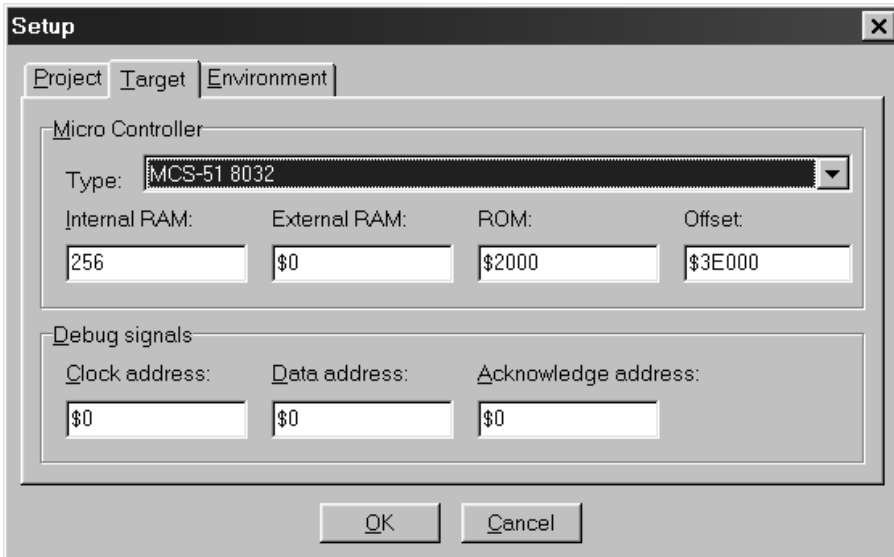 Setup
Project Target Environment
Micro Controller
Type: MCS-51 8032
Internal RAM: External RAM: ROM: Offset:
256 $0 $2000 $3E000
Debug signals
Clock address: Data address: Acknowledge address:
$0 $0 $0
OK Cancel